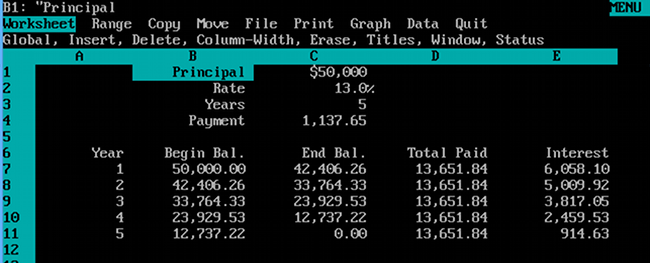 B1: "Principal MENU
Worksheet Range Copy Move File Print Graph Data Quit
Global, Insert, Delete, Column-Width, Erase, Titles, Window, Status
A B C D E
1 Principal $50,000
2 Rate 13.0%
3 Years 5
4 Payment 1,137.65
5
6 Year Begin Bal. End Bal. Total Paid Interest
7 1 50,000.00 42,406.26 13,651.84 6,058.10
8 2 42,406.26 33,764.33 13,651.84 5,009.92
9 3 33,764.33 23,929.53 13,651.84 3,817.05
10 4 23,929.53 12,737.22 13,651.84 2,459.53
11 5 12,737.22 0.00 13,651.84 914.63
12